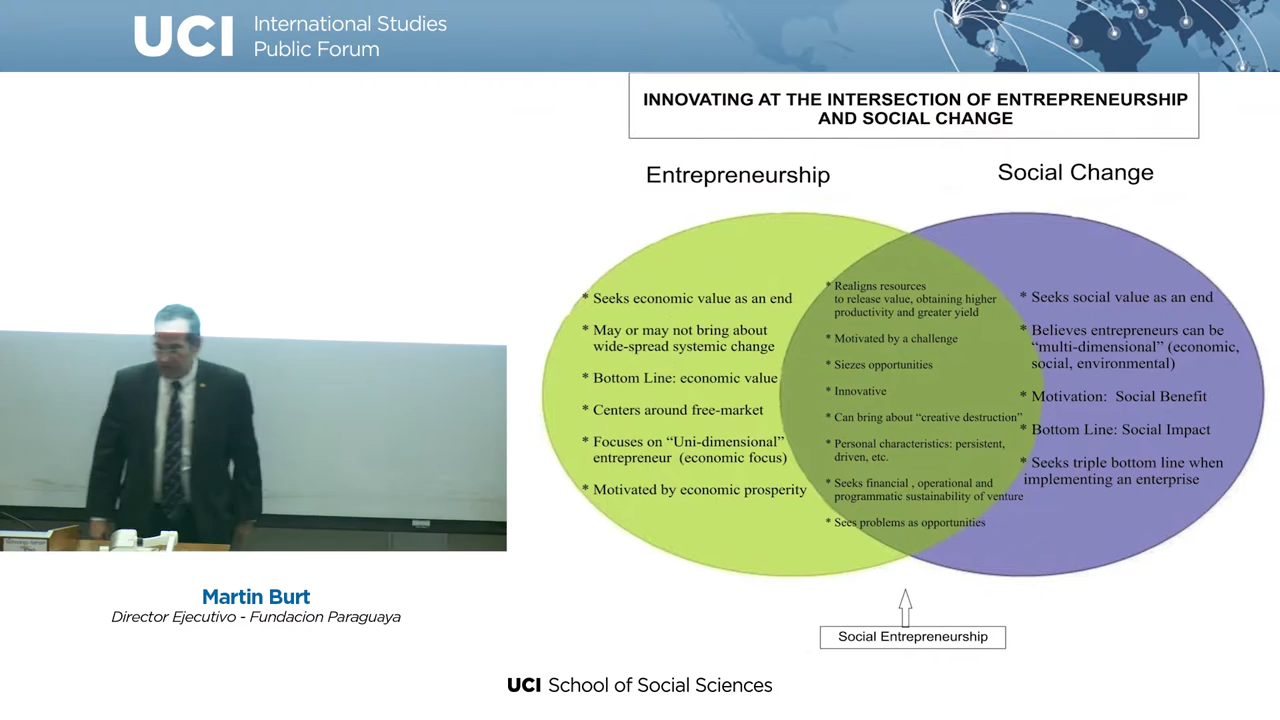 UCI International Studies
Public Forum
INNOVATING AT THE INTERSECTION OF ENTREPRENEURSHIP
AND SOCIAL CHANGE
Entrepreneurship
* Seeks economic value as an end
* May or may not bring about
wide-spread systemic change
* Bottom Line: economic value
* Centers around free-market
* Focuses on “Uni-dimensional”
entrepreneur (economic focus)
* Motivated by economic prosperity
* Realigns resources
to release value, obtaining higher
productivity and greater yield
* Motivated by a challenge
* Siezes opportunities
* Innovative
* Can bring about “creative destruction”
* Personal characteristics: persistent,
driven, etc.
* Seeks financial , operational and
programmatic sustainability of venture
* Sees problems as opportunities
Social Change
* Seeks social value as an end
* Believes entrepreneurs can be
“multi-dimensional” (economic,
social, environmental)
* Motivation: Social Benefit
* Bottom Line: Social Impact
* Seeks triple bottom line when
implementing an enterprise
Social Entrepreneurship
Martin Burt
Director Ejecutivo - Fundacion Paraguaya
UCI School of Social Sciences